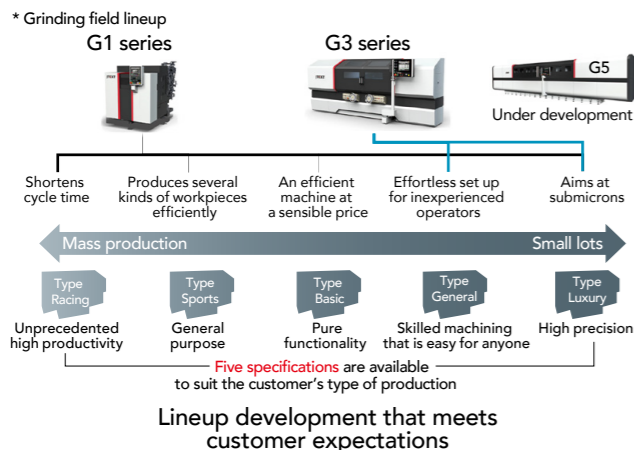 * Grinding field lineup
G1 series
G3 series
G5
Under development
Shortens
cycle time
Produces several
kinds of workpieces
efficiently
An efficient
machine at
a sensible price
Effortless set up
for inexperienced
operators
Aims at
submicrons
Mass production
Small lots
Type
Racing
Type
Sports
Type
Basic
Type
General
Type
Luxury
Unprecedented
high productivity
General
purpose
Pure
functionality
Skilled machining
that is easy for anyone
High precision
Five specifications are available
to suit the customer's type of production
Lineup development that meets
customer expectations